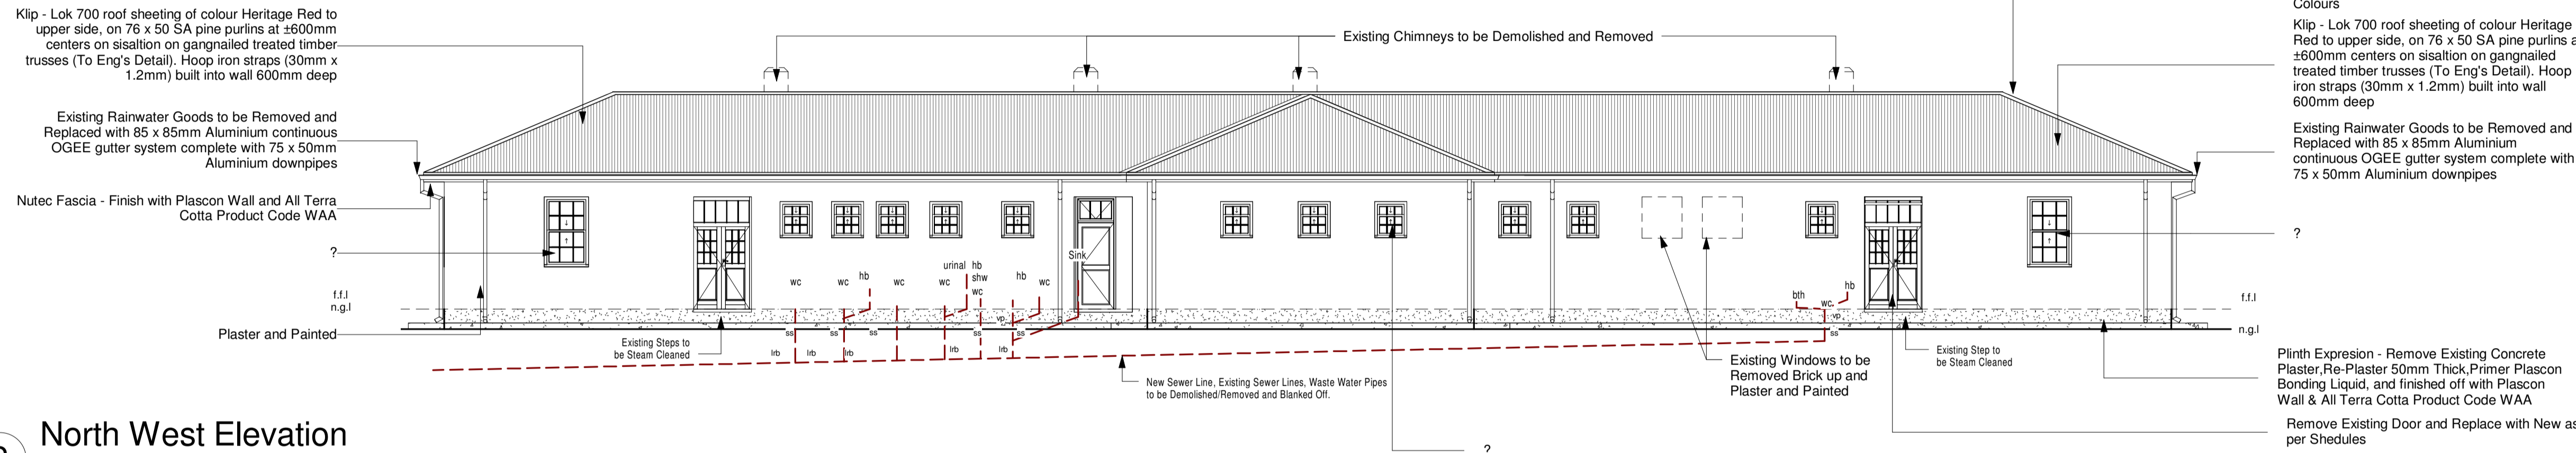 Klip - Lok 700 roof sheeting of colour Heritage Red to
upper side, on 76 x 50 SA pine purlins at ±600mm
centers on sisaltion on gangnailed treated timber
trusses (To Eng's Detail). Hoop iron straps (30mm x
1.2mm) built into wall 600mm deep
Existing Rainwater Goods to be Removed and
Replaced with 85 x 85mm Aluminium continuous
OGEE gutter system complete with 75 x 50mm
Aluminium downpipes
Nutec Fascia - Finish with Plascon Wall and All Terra
Cotta Product Code WAA
?
f.f.l
n.g.l
Plaster and Painted
Existing Chimneys to be Demolished and Removed
Existing Steps to
be Steam Cleaned
wc
wc
hb
wc
wc
urinal
hb
shw
wc
hb
wc
Sink
vp
ss
ss
ss
ss
ss
lrb
lrb
lrb
lrb
lrb
New Sewer Line, Existing Sewer Lines, Waste Water Pipes
to be Demolished/Removed and Blanked Off.
?
Existing Windows to be
Removed Brick up and
Plaster and Painted
bth
wc
hb
vp
ss
Existing Step to
be Steam Cleaned
Colours
Klip - Lok 700 roof sheeting of colour Heritage
Red to upper side, on 76 x 50 SA pine purlins a
±600mm centers on sisaltion on gangnailed
treated timber trusses (To Eng's Detail). Hoop
iron straps (30mm x 1.2mm) built into wall
600mm deep
Existing Rainwater Goods to be Removed and
Replaced with 85 x 85mm Aluminium
continuous OGEE gutter system complete with
75 x 50mm Aluminium downpipes
?
f.f.l
n.g.l
Plinth Expresion - Remove Existing Concrete
Plaster,Re-Plaster 50mm Thick,Primer Plascon
Bonding Liquid, and finished off with Plascon
Wall & All Terra Cotta Product Code WAA
Remove Existing Door and Replace with New as
per Shedules
North West Elevation